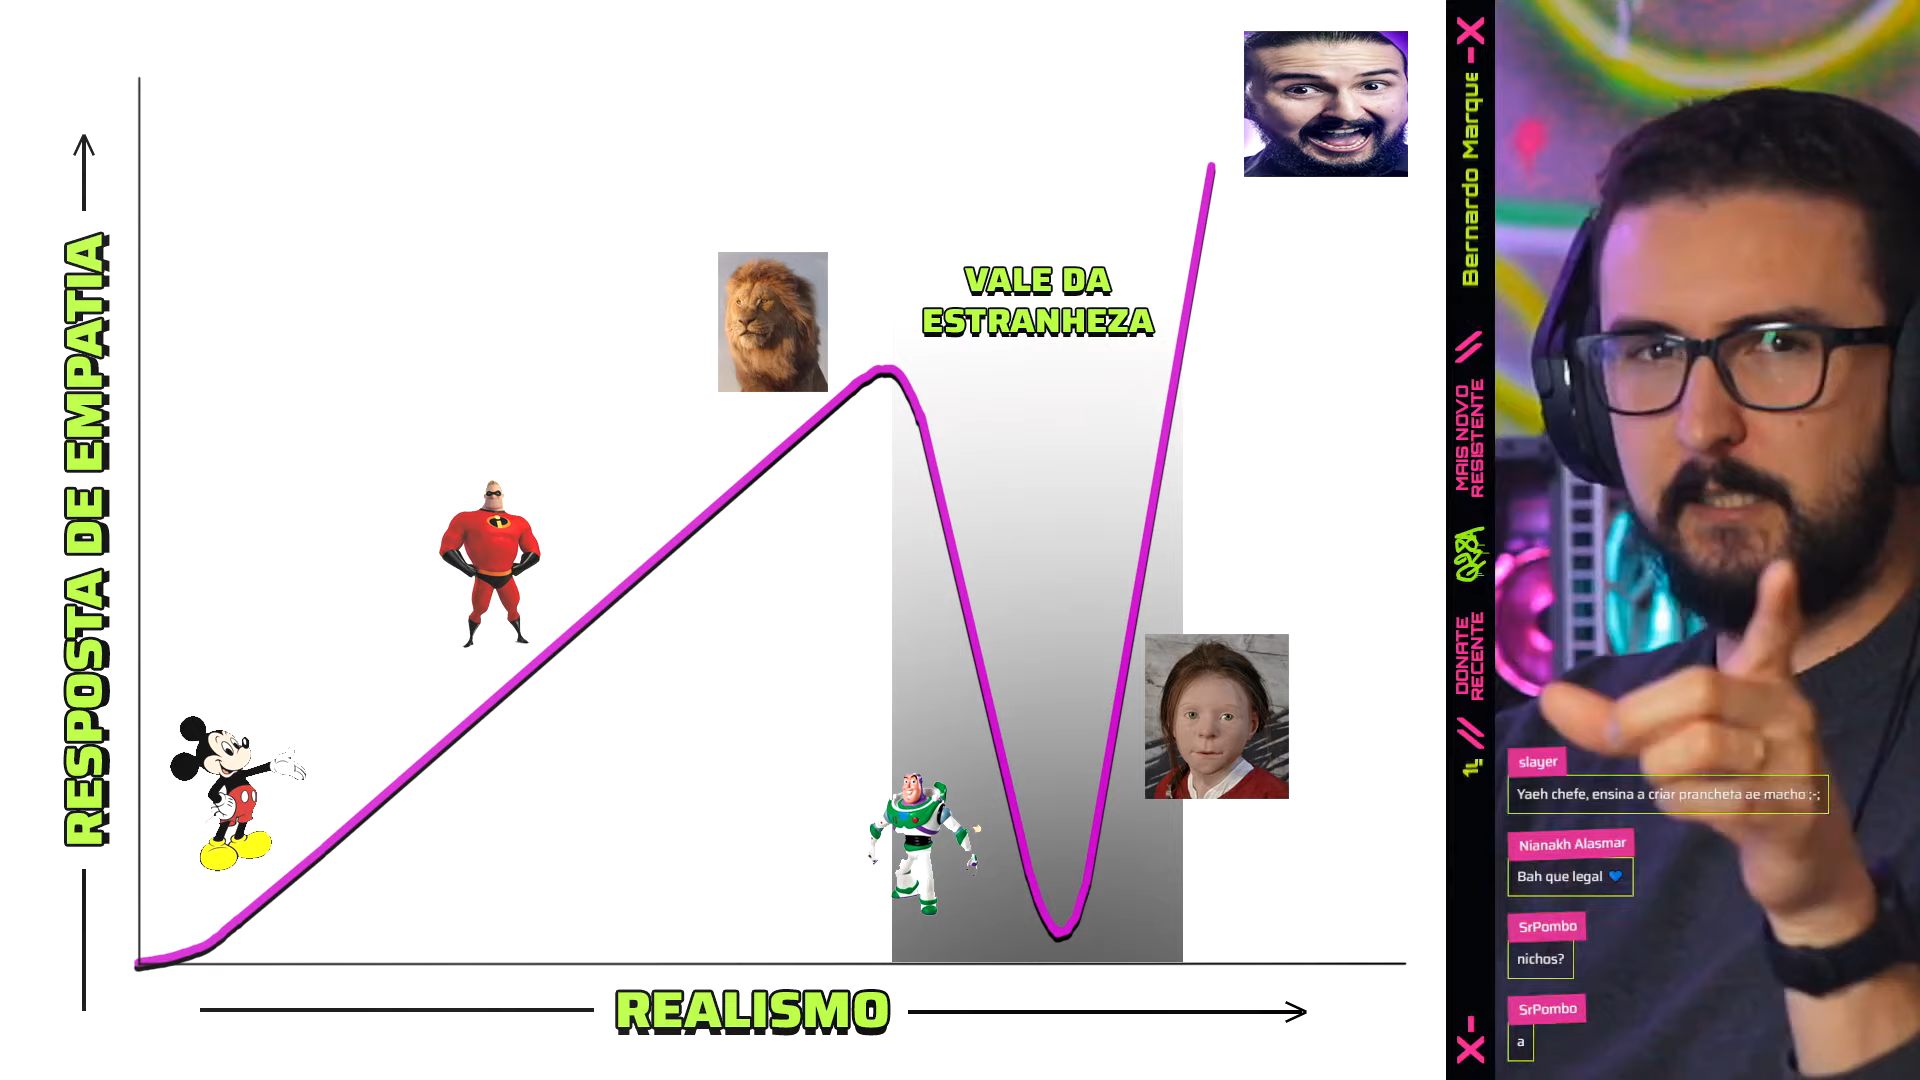 RESPOSTA DE EMPATIA
VALE DA
ESTRANHEZA
REALISMO
Bernardo Marque
MAIS NOVO
RESISTENTE
DONATE
RECENTE
slayer
Yaeh chefe, ensina a criar prancheta ae macho ;-;
Nianakh Alasmar
Bah que legal 💙
SrPombo
nichos?
SrPombo
a